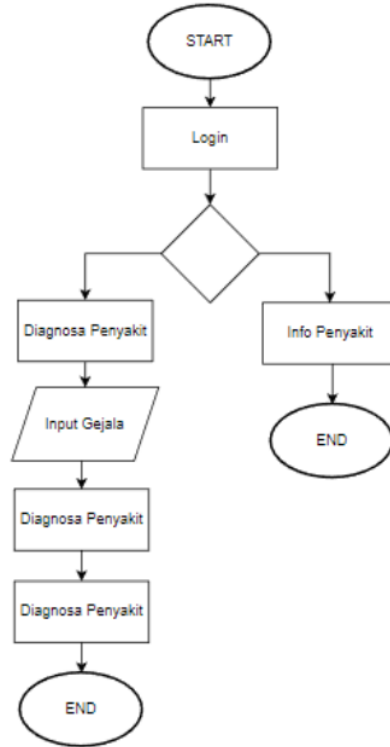 START
Login
Diagnosa Penyakit
Info Penyakit
Input Gejala
END
Diagnosa Penyakit
Diagnosa Penyakit
END